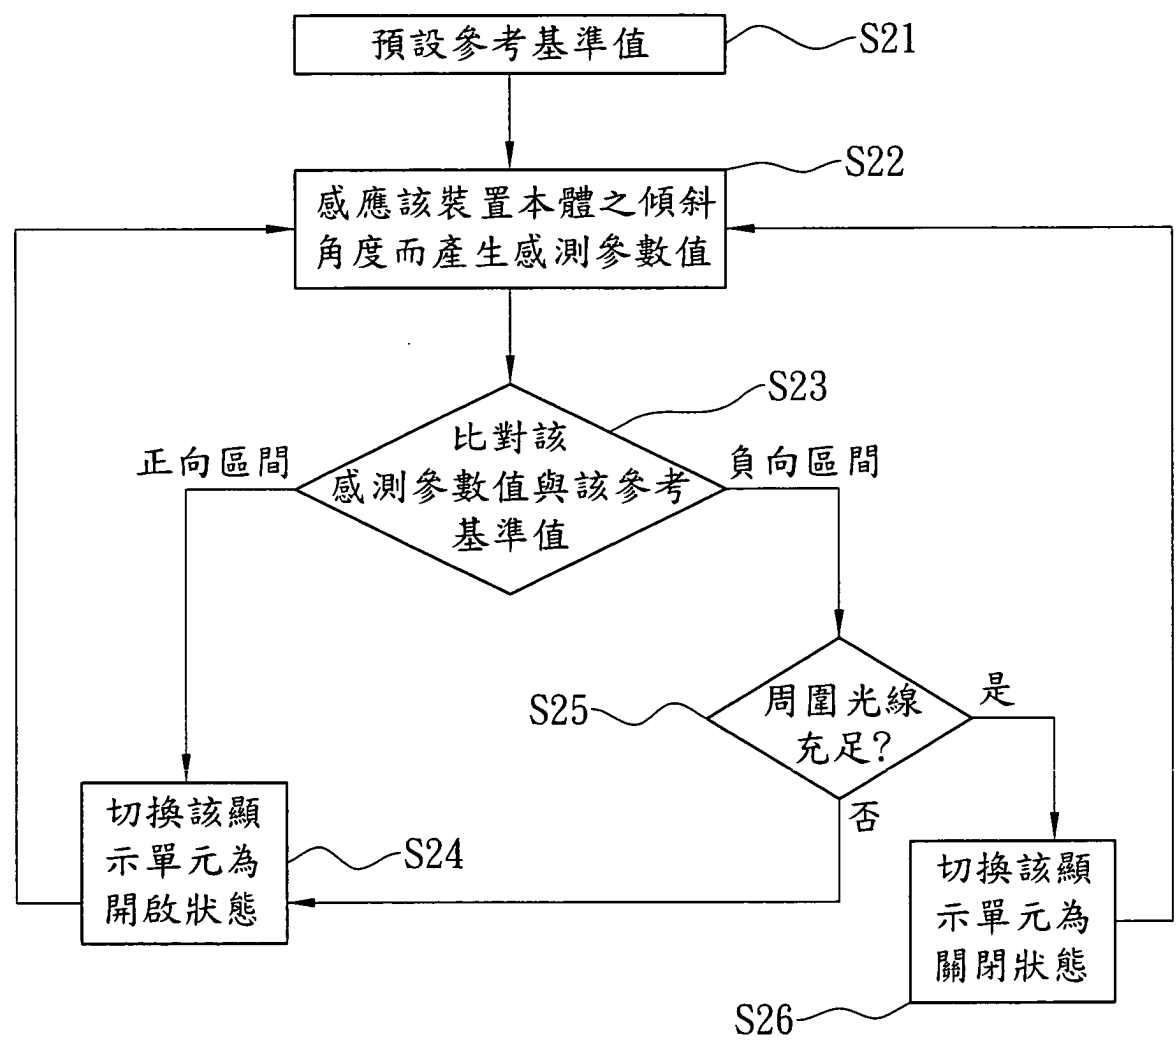 預設參考基準值
S21
S22
感應該裝置本體之傾斜
角度而產生感測參數值
S23
比對該
感測參數值與該參考
基準值
正向區間
負向區間
S25
周圍光線
充足?
是
否
切換該顯
示單元為
開啟狀態
S24
切換該顯
示單元為
關閉狀態
S26